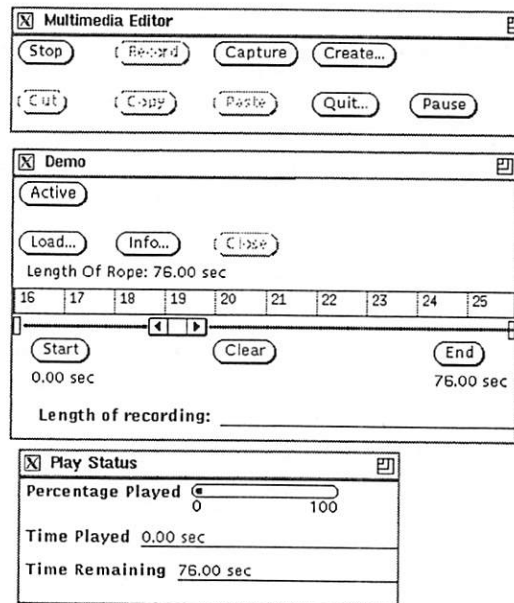 Multimedia Editor
Stop Record Capture Create...
Cut Copy Paste Quit... Pause
Demo
Active
Load... Info... Close
Length Of Rope: 76.00 sec
16 17 18 19 20 21 22 23 24 25
Start Clear End
0.00 sec 76.00 sec
Length of recording:
Play Status
Percentage Played
0 100
Time Played 0.00 sec
Time Remaining 76.00 sec